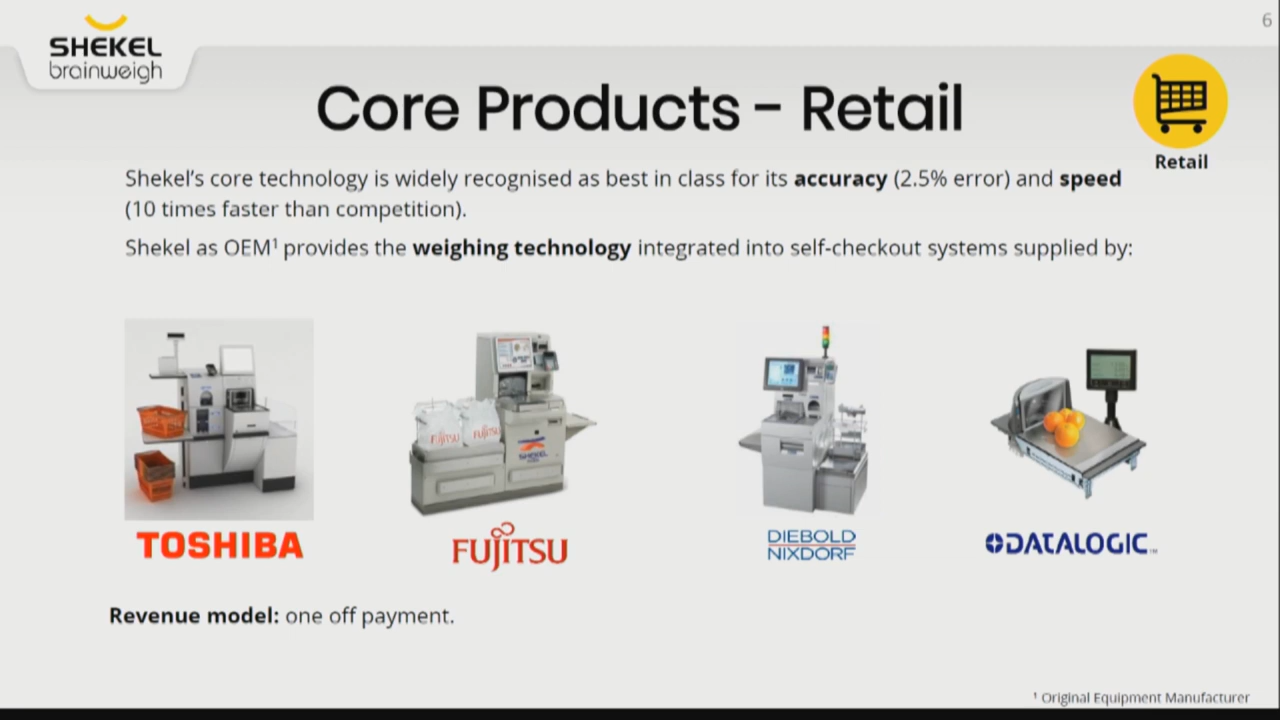 6
SHEKEL
brainweigh
Core Products - Retail
Retail
Shekel's core technology is widely recognised as best in class for its accuracy (2.5% error) and speed
(10 times faster than competition).
Shekel as OEM¹ provides the weighing technology integrated into self-checkout systems supplied by:
FUJITSU FUJITSU
SHEKEL
TOSHIBA
FUJITSU
DIEBOLD
NIXDORF
DATALOGIC
Revenue model: one off payment.
¹ Original Equipment Manufacturer